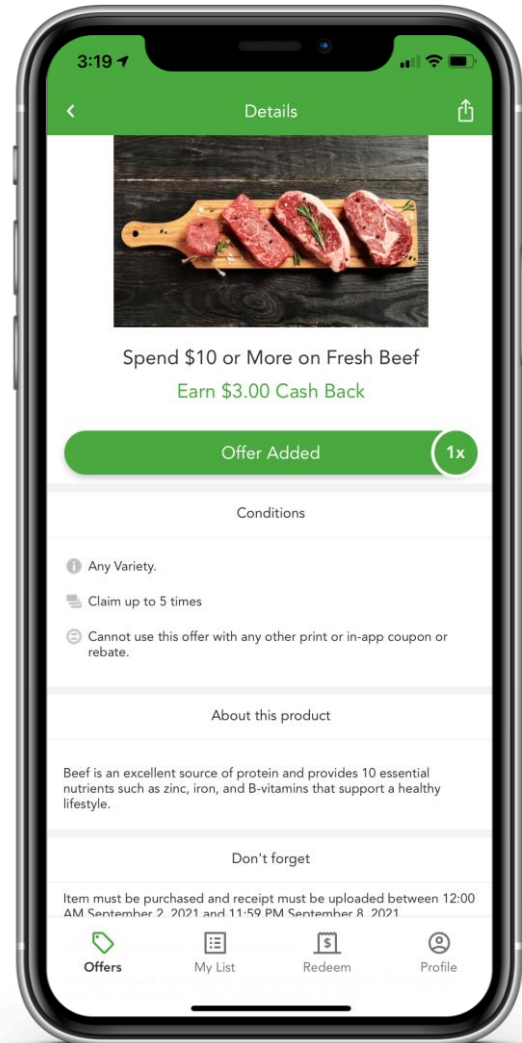 3:19
Details
Spend $10 or More on Fresh Beef
Earn $3.00 Cash Back
Offer Added
1x
Conditions
Any Variety.
Claim up to 5 times
Cannot use this offer with any other print or in-app coupon or
rebate.
About this product
Beef is an excellent source of protein and provides 10 essential
nutrients such as zinc, iron, and B-vitamins that support a healthy
lifestyle.
Don't forget
Item must be purchased and receipt must be uploaded between 12:00
AM September 2, 2021 and 11:59 PM September 8, 2021
Offers
My List
Redeem
Profile